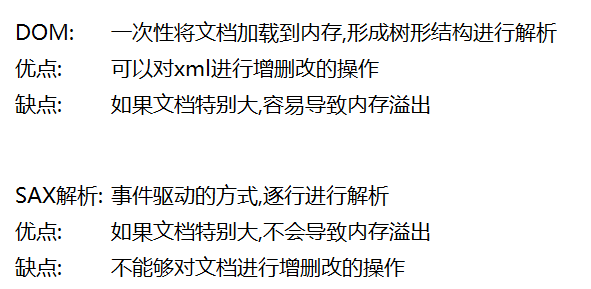 DOM: 一次性将文档加载到内存,形成树形结构进行解析
优点: 可以对xml进行增删改的操作
缺点: 如果文档特别大,容易导致内存溢出
SAX解析: 事件驱动的方式,逐行进行解析
优点: 如果文档特别大,不会导致内存溢出
缺点: 不能够对文档进行增删改的操作